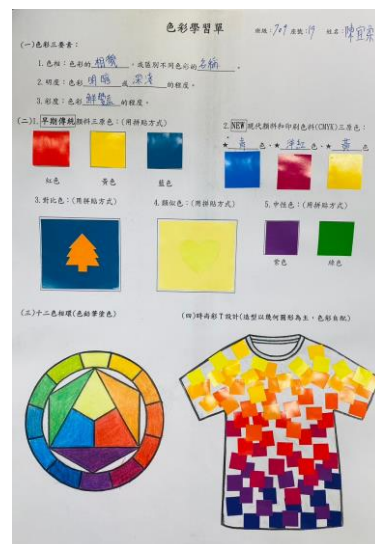 色彩學習單
班級：709 座號：19 姓名：陳宜柔
(一)色彩三要素：
1.色相：色彩的相貌，或區別不同色彩的名稱。
2.明度：色彩明暗或深淺的程度。
3.彩度：色彩鮮豔的程度。
(二)1.早期傳統顏料三原色：(用拼貼方式)
紅色 黃色 藍色
2.NEW現代顏料和印刷色料(CMYK)三原色：
★青色、★洋紅色、★黃色
3.對比色：(用拼貼方式)
4.類似色：(用拼貼方式)
5.中性色：(用拼貼方式)
紫色 綠色
(三)十二色相環(色鉛筆塗色)
(四)時尚彩T設計(造型以幾何圖形為主，色彩自配)